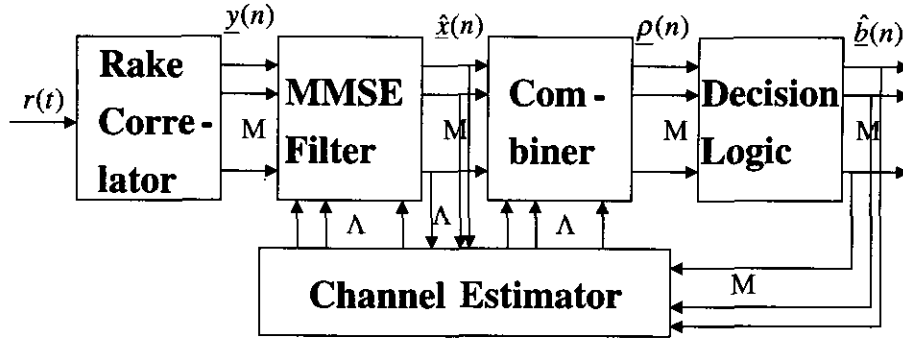 y(n)
x̂(n)
ρ(n)
b̂(n)
r(t)
Rake
Corre-
lator
M
MMSE
Filter
M
Com-
biner
M
Decision
Logic
M
Λ
Λ
Λ
Channel Estimator
M